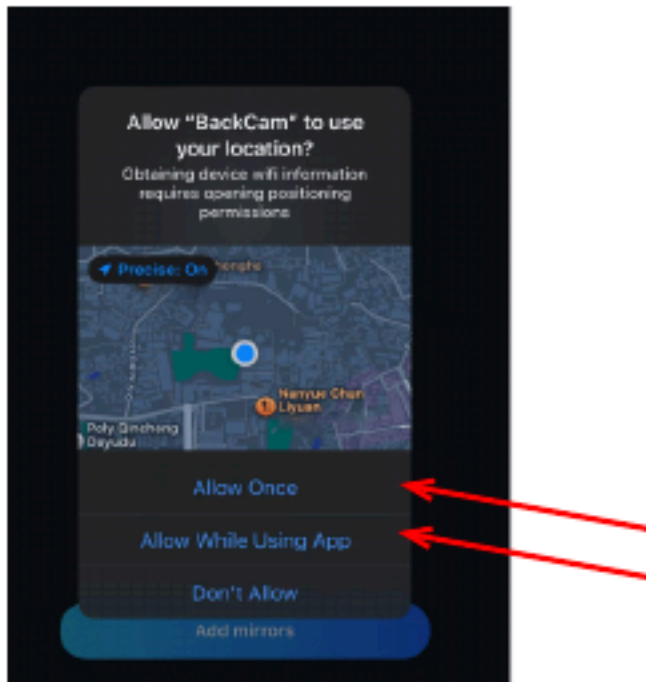 Allow “BackCam” to use
your location?
Obtaining device wifi information
requires opening positioning
permissions
Precise: On
Nanyue Chun
Liyuan
Poly Qincheng
Dayudu
Allow Once
Allow While Using App
Don't Allow
Add mirrors